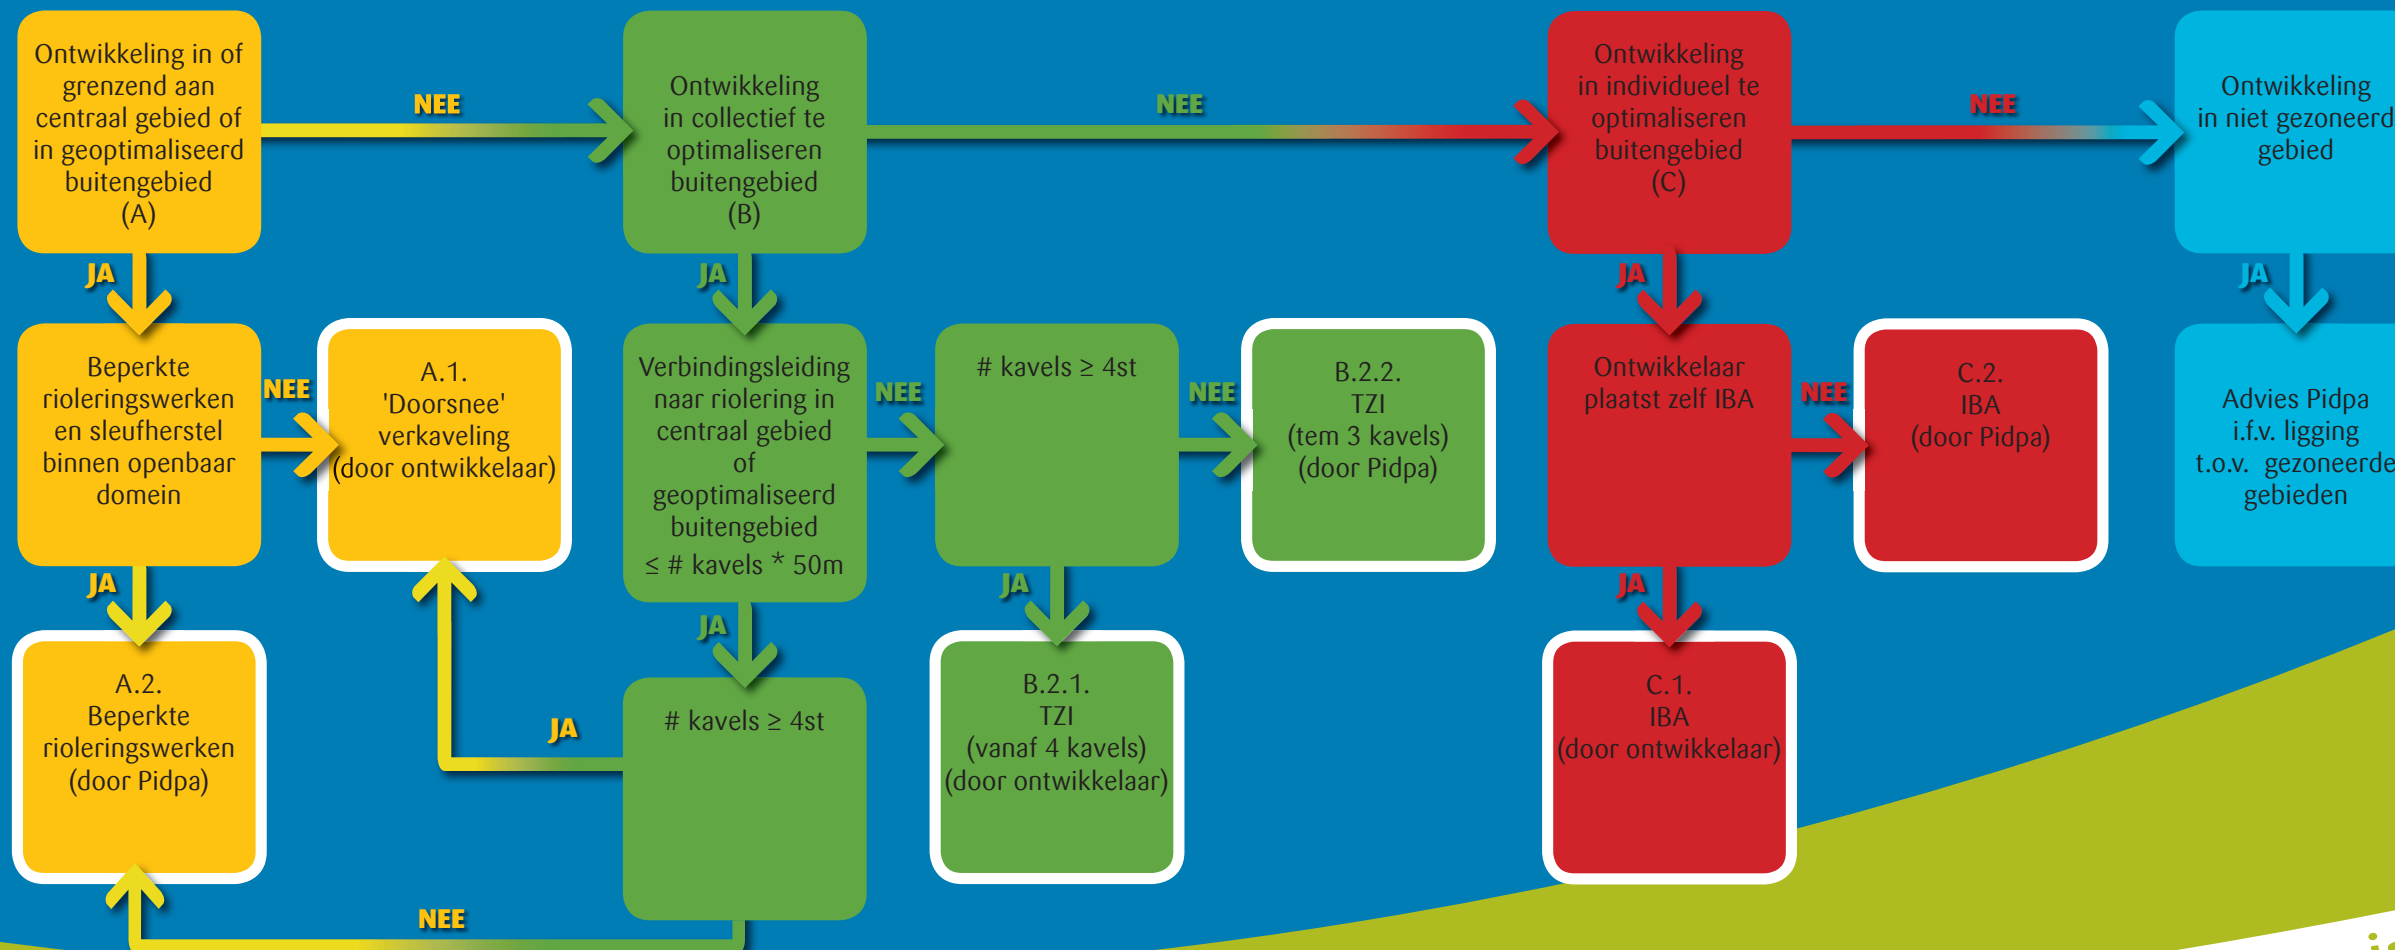 Ontwikkeling in of
grenzend aan
centraal gebied of
in geoptimaliseerd
buitengebied
(A)
NEE
Ontwikkeling
in collectief te
optimaliseren
buitengebied
(B)
NEE
Ontwikkeling
in individueel te
optimaliseren
buitengebied
(C)
NEE
Ontwikkeling
in niet gezoneerd
gebied
JA
JA
JA
JA
Beperkte
rioleringswerken
en sleufherstel
binnen openbaar
domein
NEE
A.1.
'Doorsnee'
verkaveling
(door ontwikkelaar)
Verbindingsleiding
naar riolering in
centraal gebied
of
geoptimaliseerd
buitengebied
≤ # kavels * 50m
NEE
# kavels ≥ 4st
NEE
B.2.2.
TZI
(tem 3 kavels)
(door Pidpa)
Ontwikkelaar
plaatst zelf IBA
NEE
C.2.
IBA
(door Pidpa)
Advies Pidpa
i.f.v. ligging
t.o.v. gezoneerde
gebieden
JA
JA
JA
JA
A.2.
Beperkte
rioleringswerken
(door Pidpa)
JA
# kavels ≥ 4st
B.2.1.
TZI
(vanaf 4 kavels)
(door ontwikkelaar)
C.1.
IBA
(door ontwikkelaar)
NEE